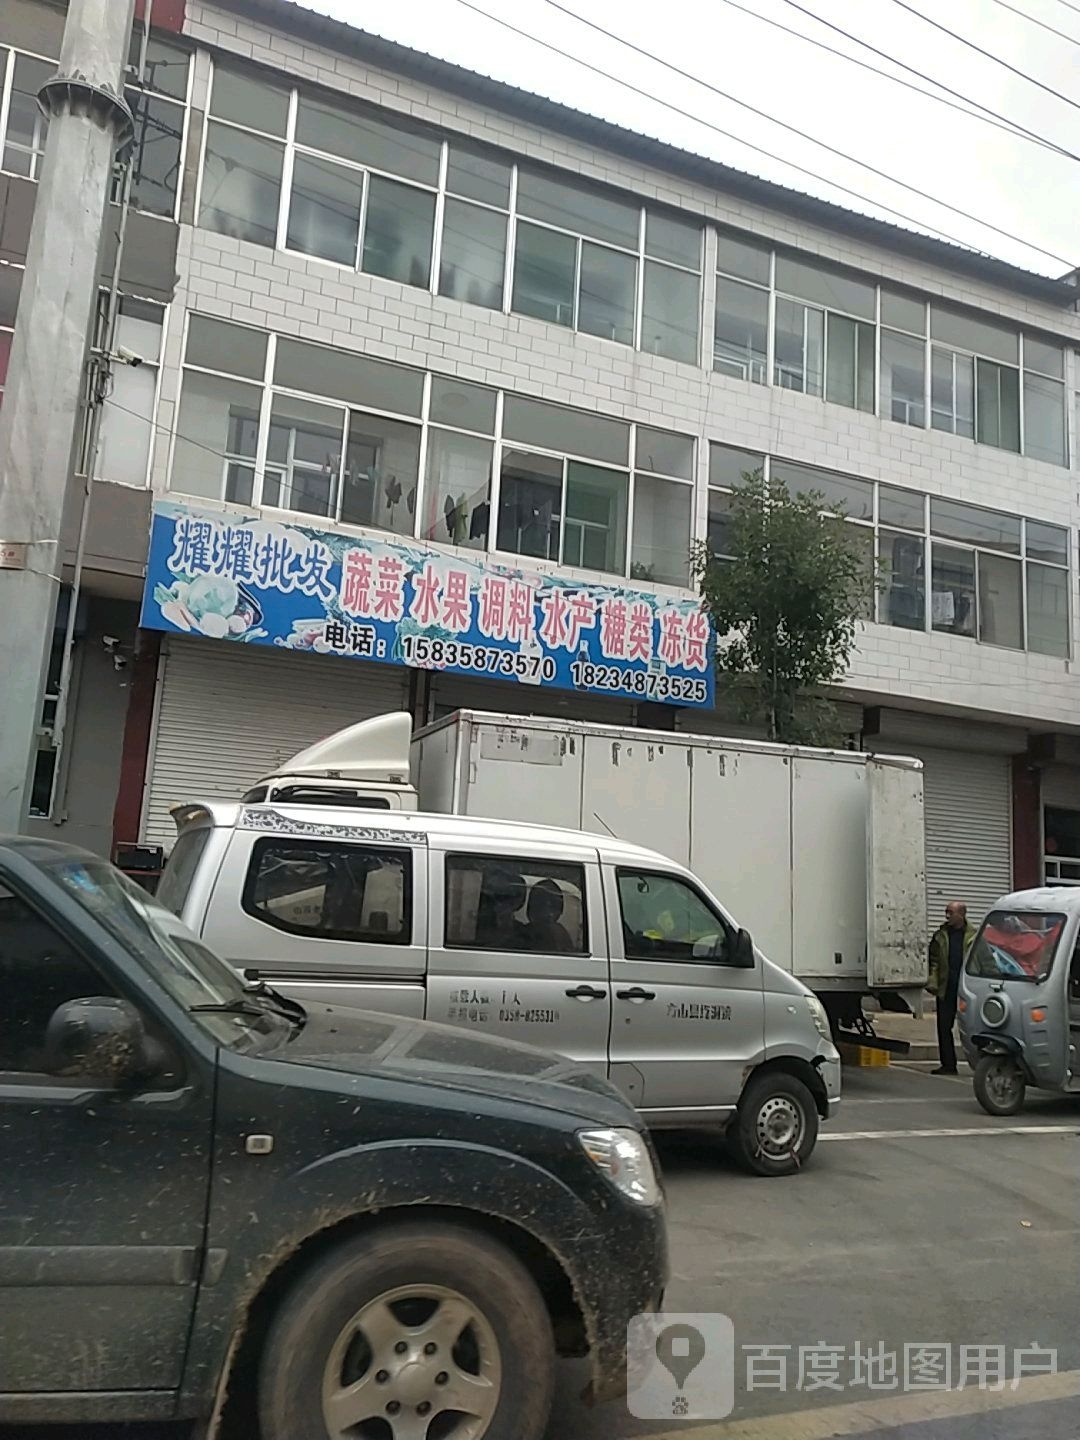 耀耀批发 蔬菜 水果 调料 水产 糖类 冻货
电话：15835873570 18234873525
百度地图用户